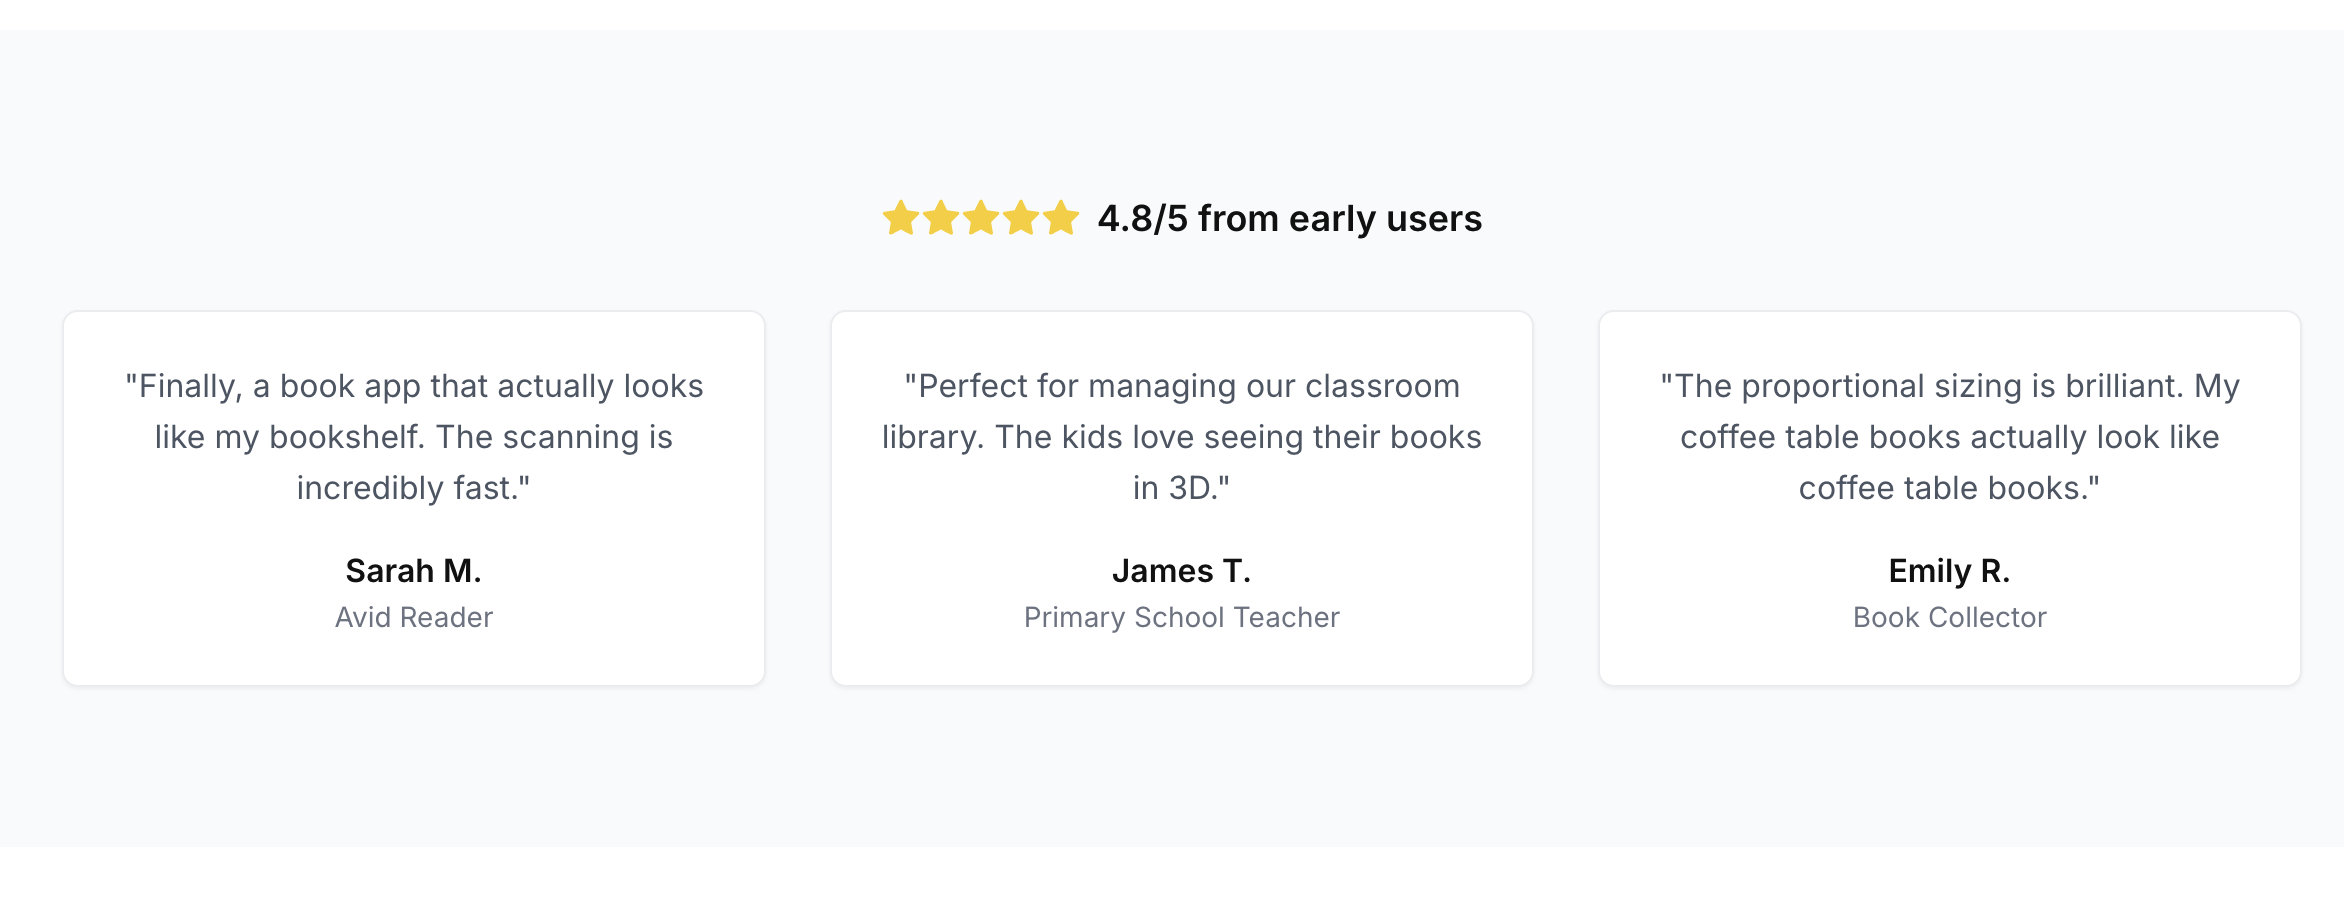 4.8/5 from early users
"Finally, a book app that actually looks
like my bookshelf. The scanning is
incredibly fast."
Sarah M.
Avid Reader
"Perfect for managing our classroom
library. The kids love seeing their books
in 3D."
James T.
Primary School Teacher
"The proportional sizing is brilliant. My
coffee table books actually look like
coffee table books."
Emily R.
Book Collector